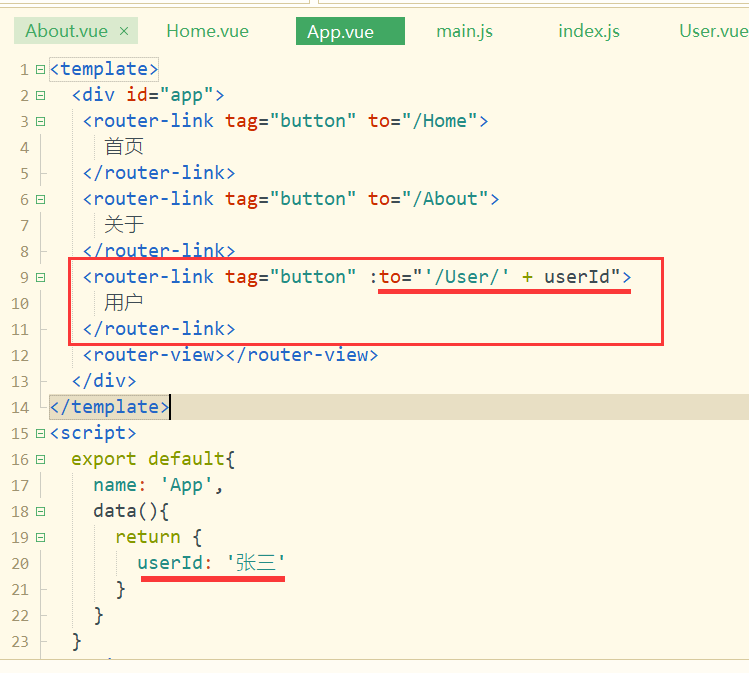 About.vue × Home.vue App.vue main.js index.js User.vue
1 <template>
2 <div id="app">
3 <router-link tag="button" to="/Home">
4 首页
5 </router-link>
6 <router-link tag="button" to="/About">
7 关于
8 </router-link>
9 <router-link tag="button" :to="'/User/' + userId">
10 用户
11 </router-link>
12 <router-view></router-view>
13 </div>
14 </template>
15 <script>
16 export default{
17 name: 'App',
18 data(){
19 return {
20 userId: '张三'
21 }
22 }
23 }